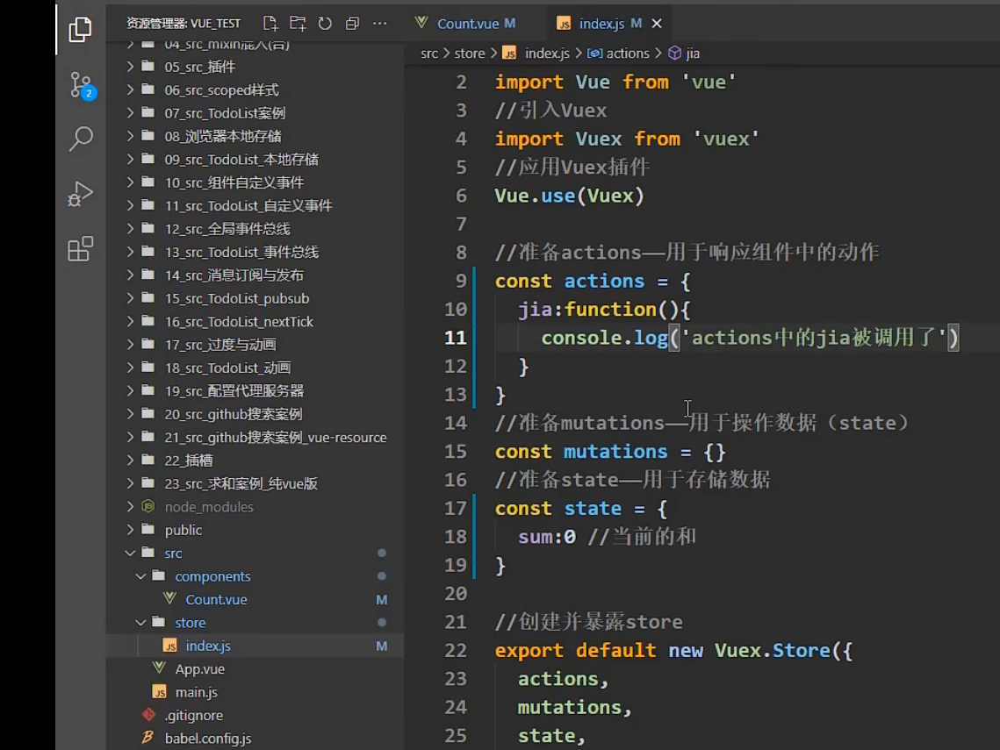 资源管理器: VUE_TEST
04_src_mixin混入(合)
05_src_插件
06_src_scoped样式
07_src_TodoList案例
08_浏览器本地存储
09_src_TodoList_本地存储
10_src_组件自定义事件
11_src_TodoList_自定义事件
12_src_全局事件总线
13_src_TodoList_事件总线
14_src_消息订阅与发布
15_src_TodoList_pubsub
16_src_TodoList_nextTick
17_src_过度与动画
18_src_TodoList_动画
19_src_配置代理服务器
20_src_github搜索案例
21_src_github搜索案例_vue-resource
22_插槽
23_src_求和案例_纯vue版
node_modules
public
src
components
Count.vue M
store
index.js M
App.vue
main.js
.gitignore
babel.config.js
2
Count.vue M
JS index.js M ×
src > store > JS index.js > actions > jia
2 import Vue from 'vue'
3 //引入Vuex
4 import Vuex from 'vuex'
5 //应用Vuex插件
6 Vue.use(Vuex)
7
8 //准备actions——用于响应组件中的动作
9 const actions = {
10 jia:function(){
11 console.log('actions中的jia被调用了')
12 }
13 }
14 //准备mutations——用于操作数据（state）
15 const mutations = {}
16 //准备state——用于存储数据
17 const state = {
18 sum:0 //当前的和
19 }
20
21 //创建并暴露store
22 export default new Vuex.Store({
23 actions,
24 mutations,
25 state,